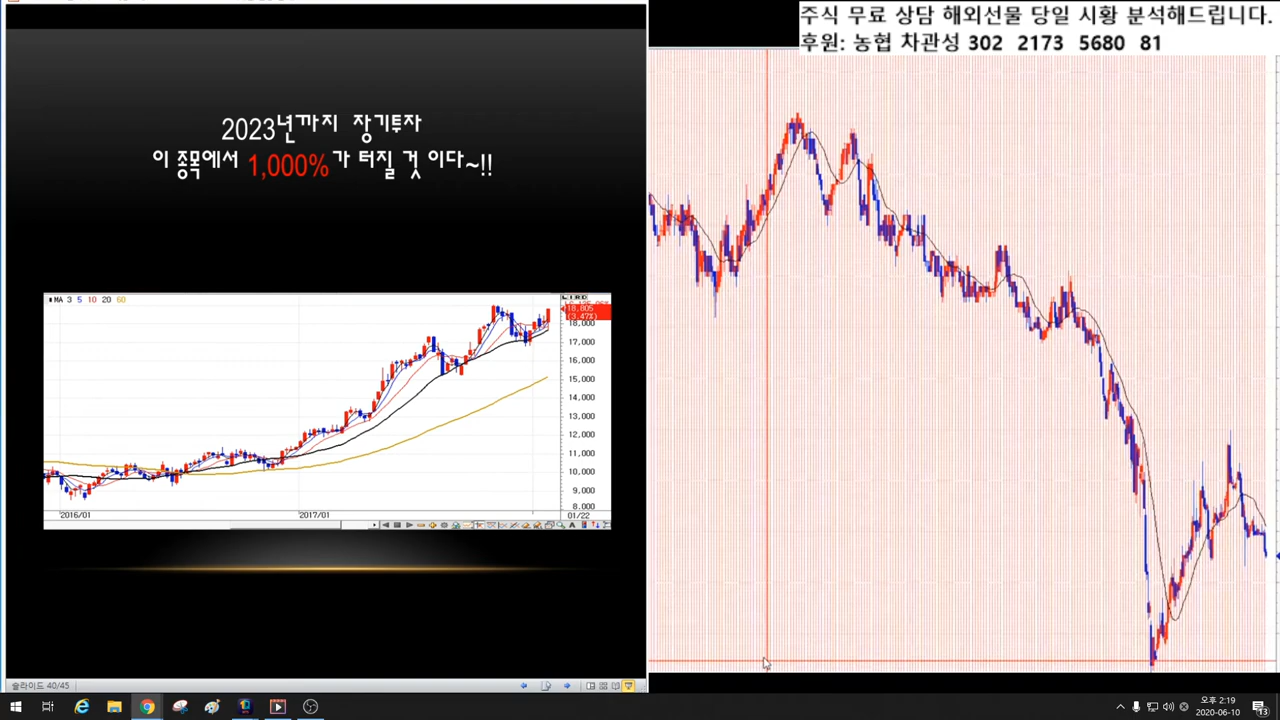 주식 무료 상담 해외선물 당일 시황 분석해드립니다.
후원: 농협 차관성 302 2173 5680 81
2023년까지 장기투자
이 종목에서 1,000%가 터질 것 이다~!!
MA 3 5 10 20 60
18,805
(3.47%)
18,000
17,000
16,000
15,000
14,000
13,000
12,000
11,000
10,000
9,000
8,000
2016/01
2017/01
01/22
슬라이드 40/45
오후 2:19
2020-06-10
13